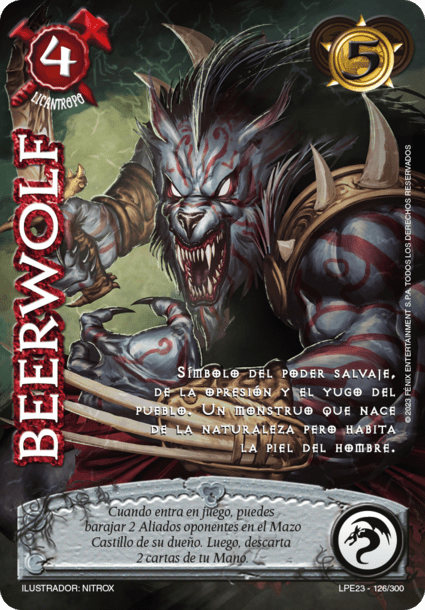 4
LICANTROPO
5
BEERWOLF
© 2023 FENIX ENTERTAINMENT S.P.A. TODOS LOS DERECHOS RESERVADOS
Símbolo del poder salvaje,
de la opresión y el yugo del
pueblo. Un monstruo que nace
de la naturaleza pero habita
la piel del hombre.
Cuando entra en juego, puedes
barajar 2 Aliados oponentes en el Mazo
Castillo de su dueño. Luego, descarta
2 cartas de tu Mano.
ILUSTRADOR: NITROX
LPE23 - 126/300